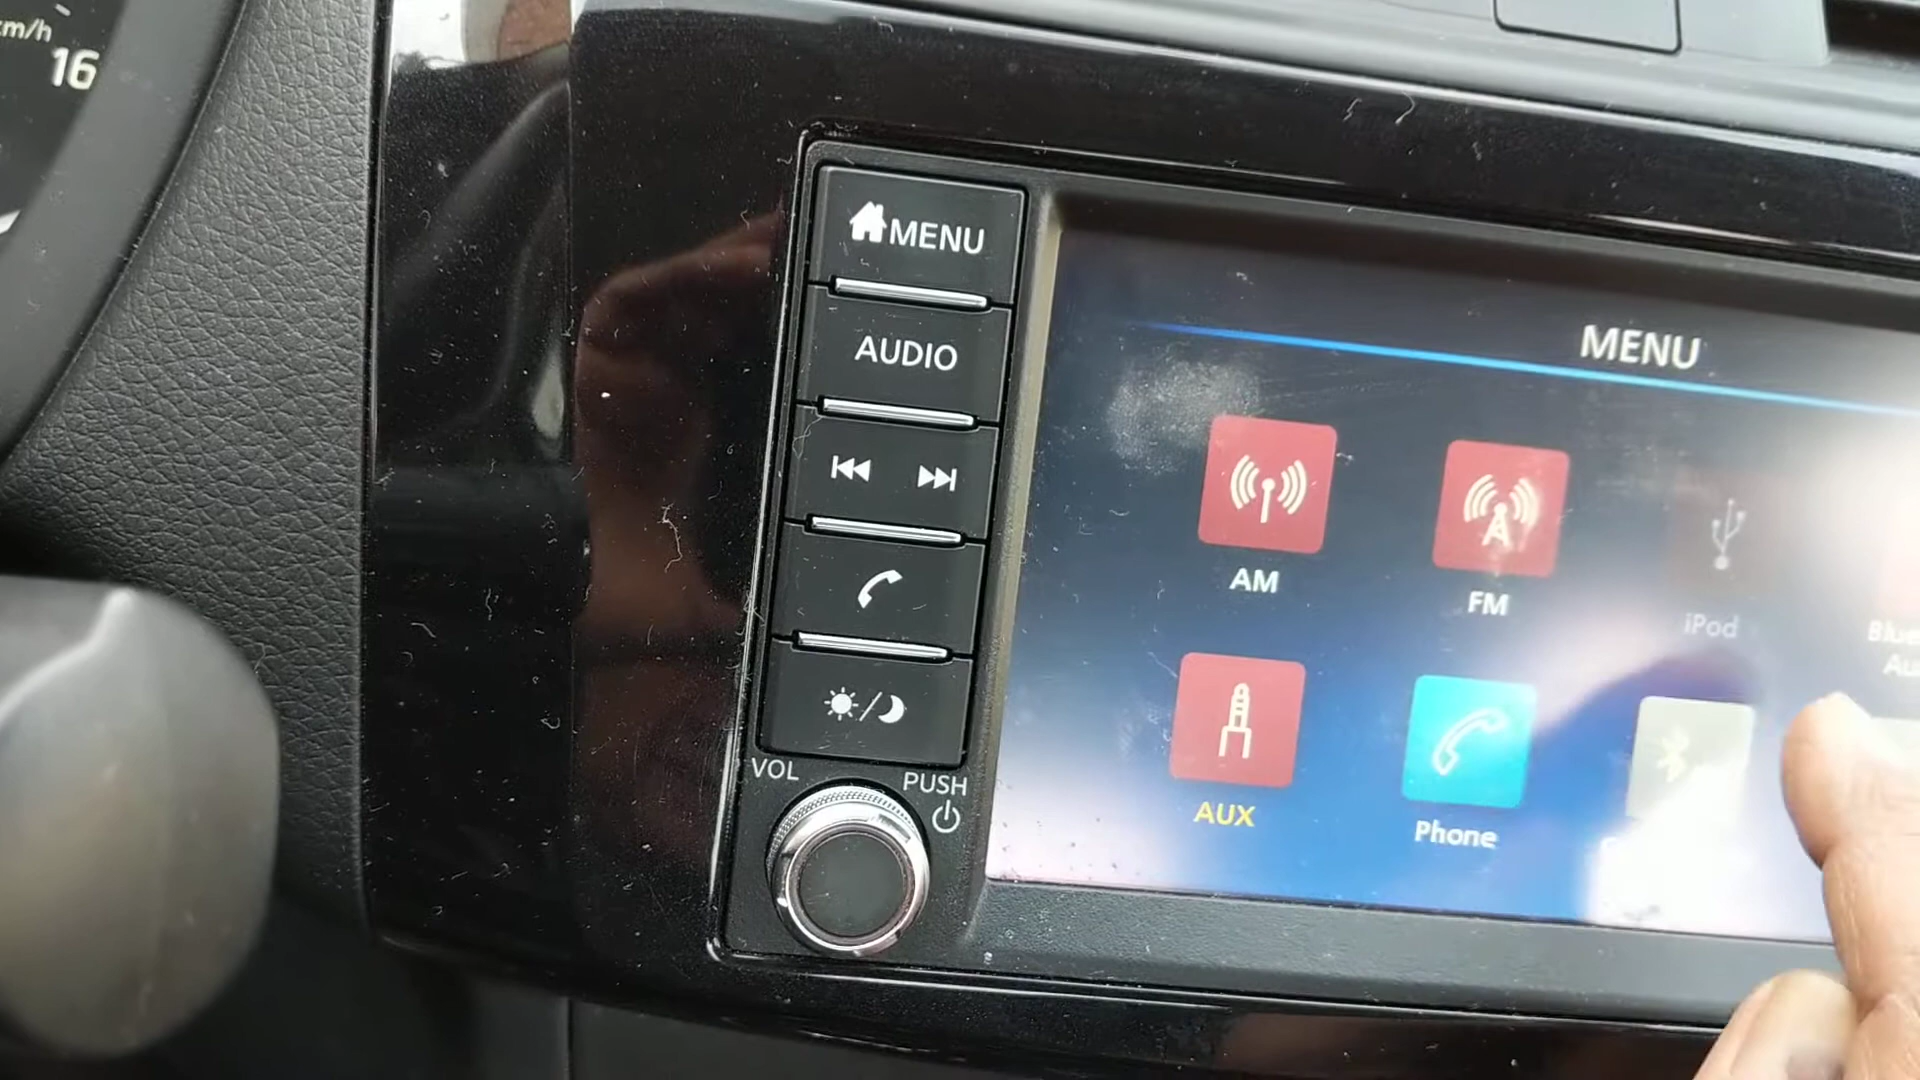 km/h
16
MENU
AUDIO
VOL
PUSH
MENU
AM
FM
iPod
AUX
Phone